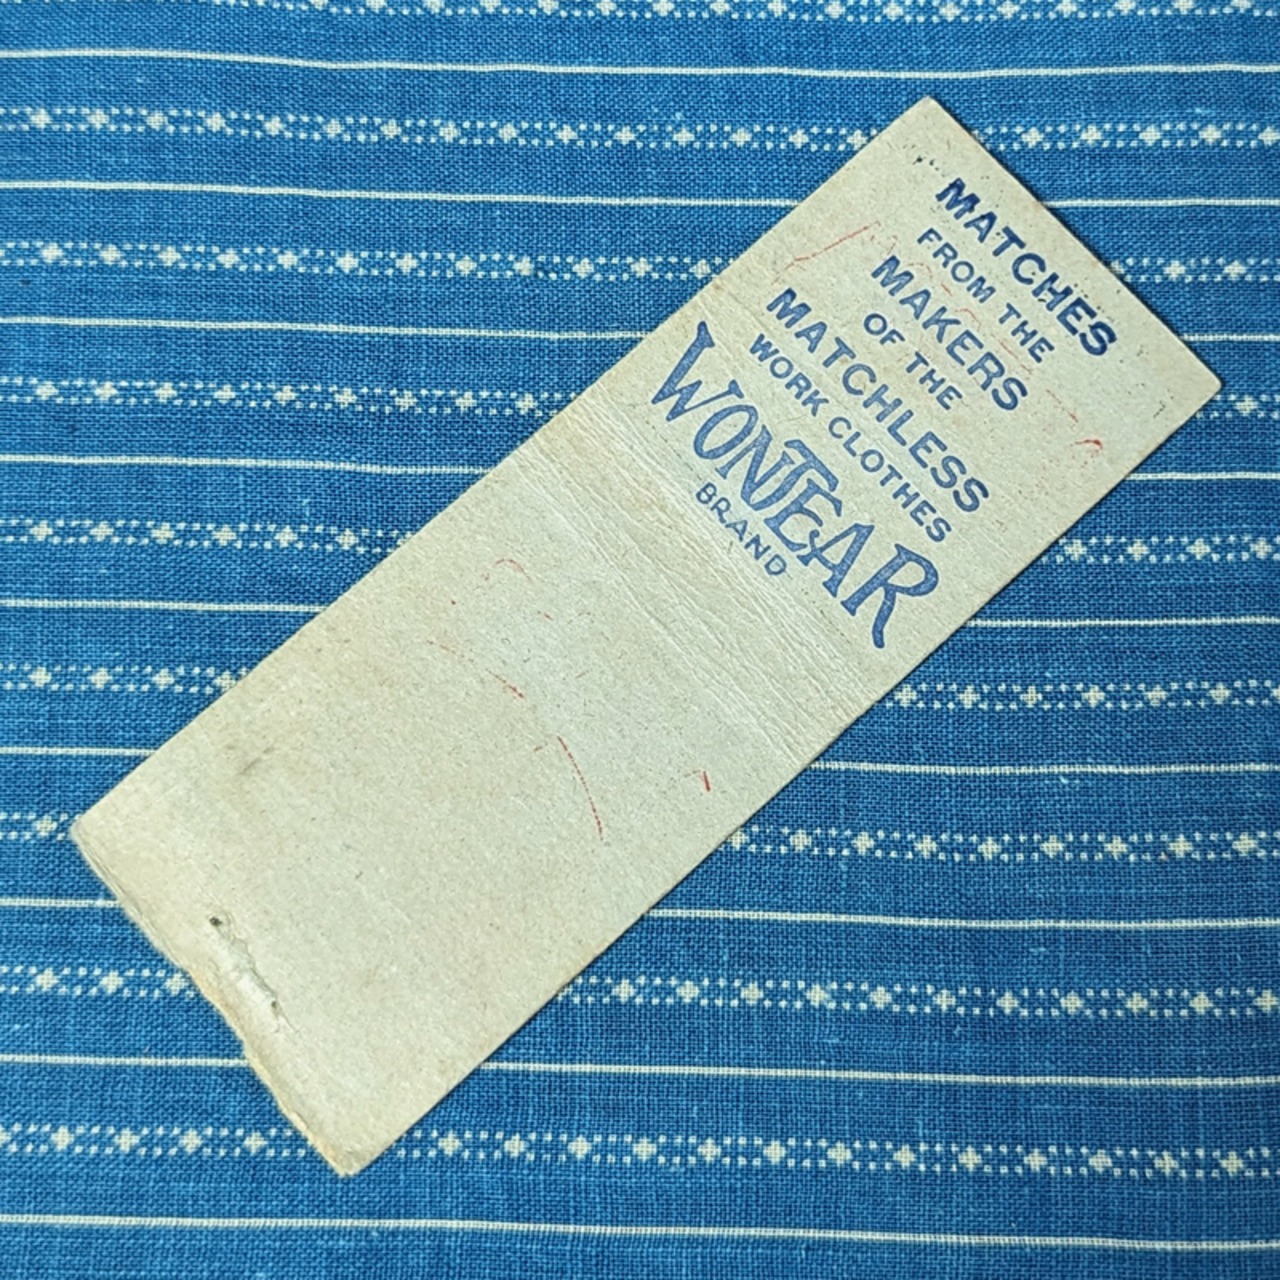 MATCHES
FROM THE
MAKERS
OF THE
MATCHLESS
WORK CLOTHES
WONTEAR
BRAND